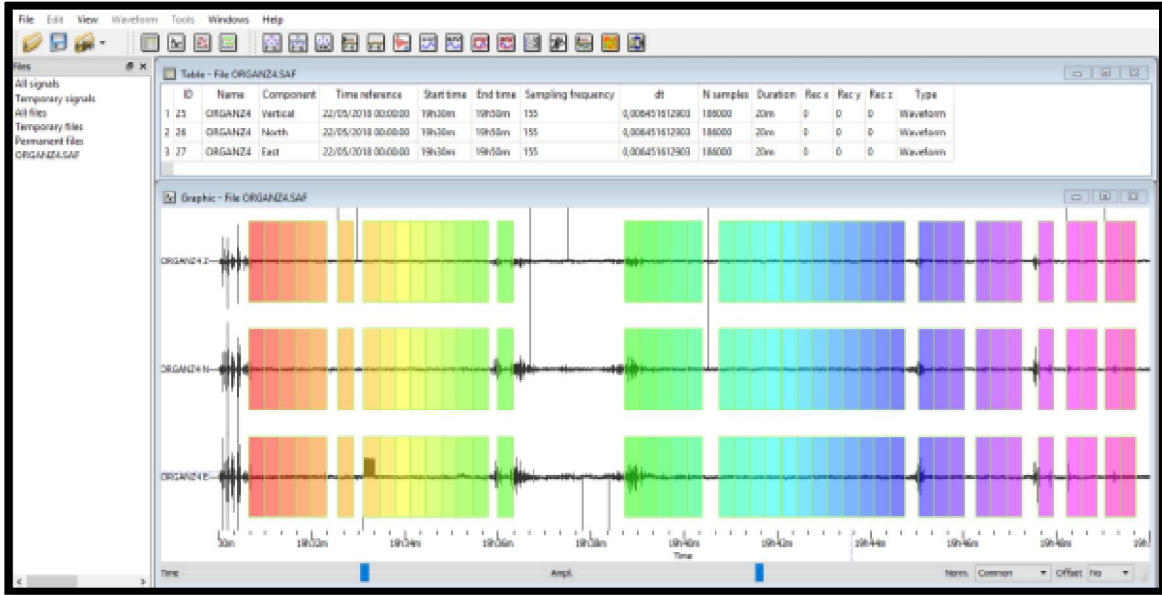 File Edit View Waveform Tools Windows Help
Files
All signals
Temporary signals
All files
Temporary files
Permanent files
ORGANZ4.SAF
Table - File ORGANZ4.SAF
ID Name Component Time reference Start time End time Sampling frequency dt N samples Duration Rec x Rec y Rec z Type
1 25 ORGANZ4 Vertical 22/05/2018 00:00:00 19h30m 19h50m 155 0,006451612903 186000 20m 0 0 0 Waveform
2 26 ORGANZ4 North 22/05/2018 00:00:00 19h30m 19h50m 155 0,006451612903 186000 20m 0 0 0 Waveform
3 27 ORGANZ4 East 22/05/2018 00:00:00 19h30m 19h50m 155 0,006451612903 186000 20m 0 0 0 Waveform
Graphic - File ORGANZ4.SAF
ORGANZ4 Z
ORGANZ4 N
ORGANZ4 E
30m 19h32m 19h34m 19h36m 19h38m 19h40m 19h42m 19h44m 19h46m 19h48m 19h
Time
Time Ampl. Norm. Common Offset No